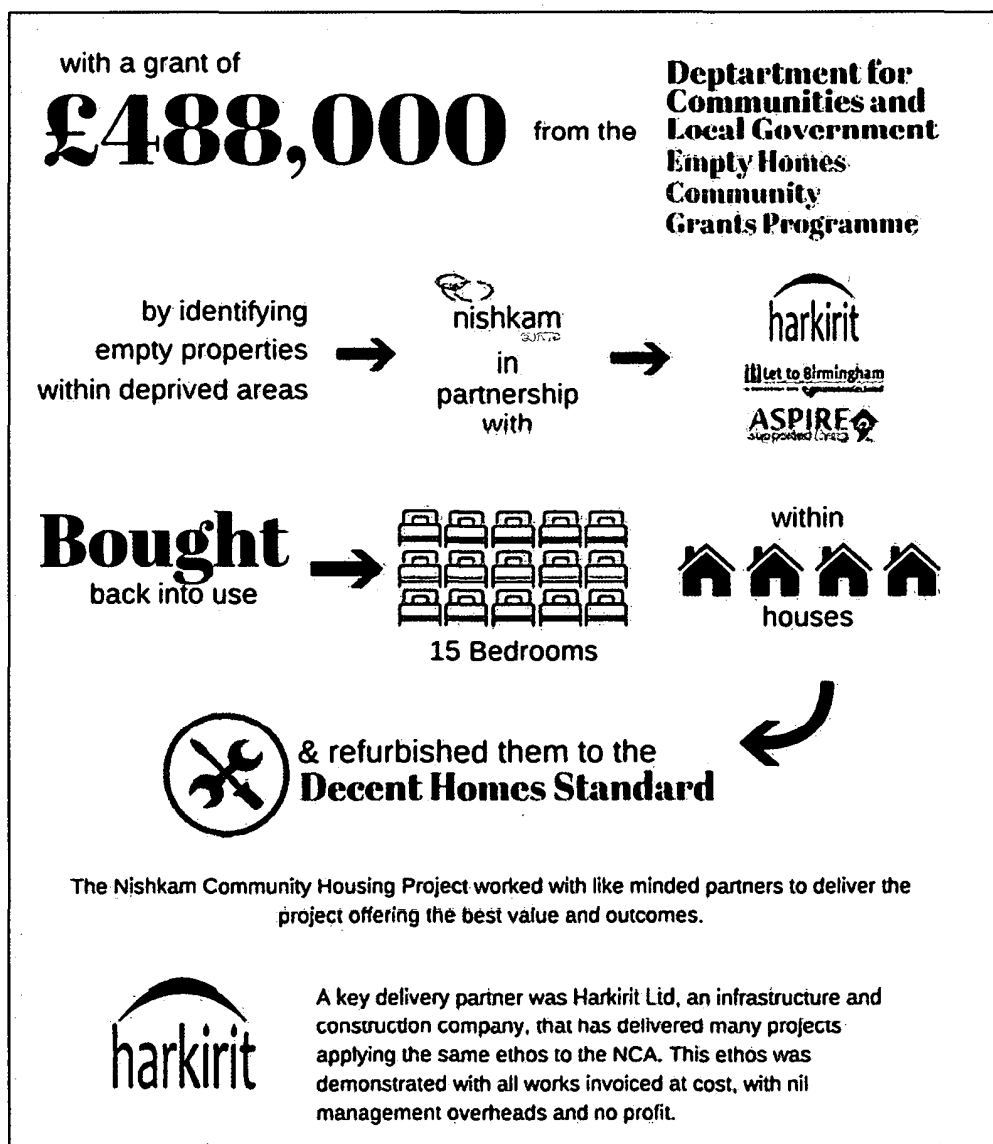 with a grant of
£488,000
from the
Deptartment for
Communities and
Local Government
Empty Homes
Community
Grants Programme
by identifying
empty properties
within deprived areas
nishkam
in
partnership
with
harkirit
Let to Birmingham
ASPIRE
supported living
Bought
back into use
15 Bedrooms
within
houses
& refurbished them to the
Decent Homes Standard
The Nishkam Community Housing Project worked with like minded partners to deliver the
project offering the best value and outcomes.
harkirit
A key delivery partner was Harkirit Ltd, an infrastructure and
construction company, that has delivered many projects
applying the same ethos to the NCA. This ethos was
demonstrated with all works invoiced at cost, with nil
management overheads and no profit.